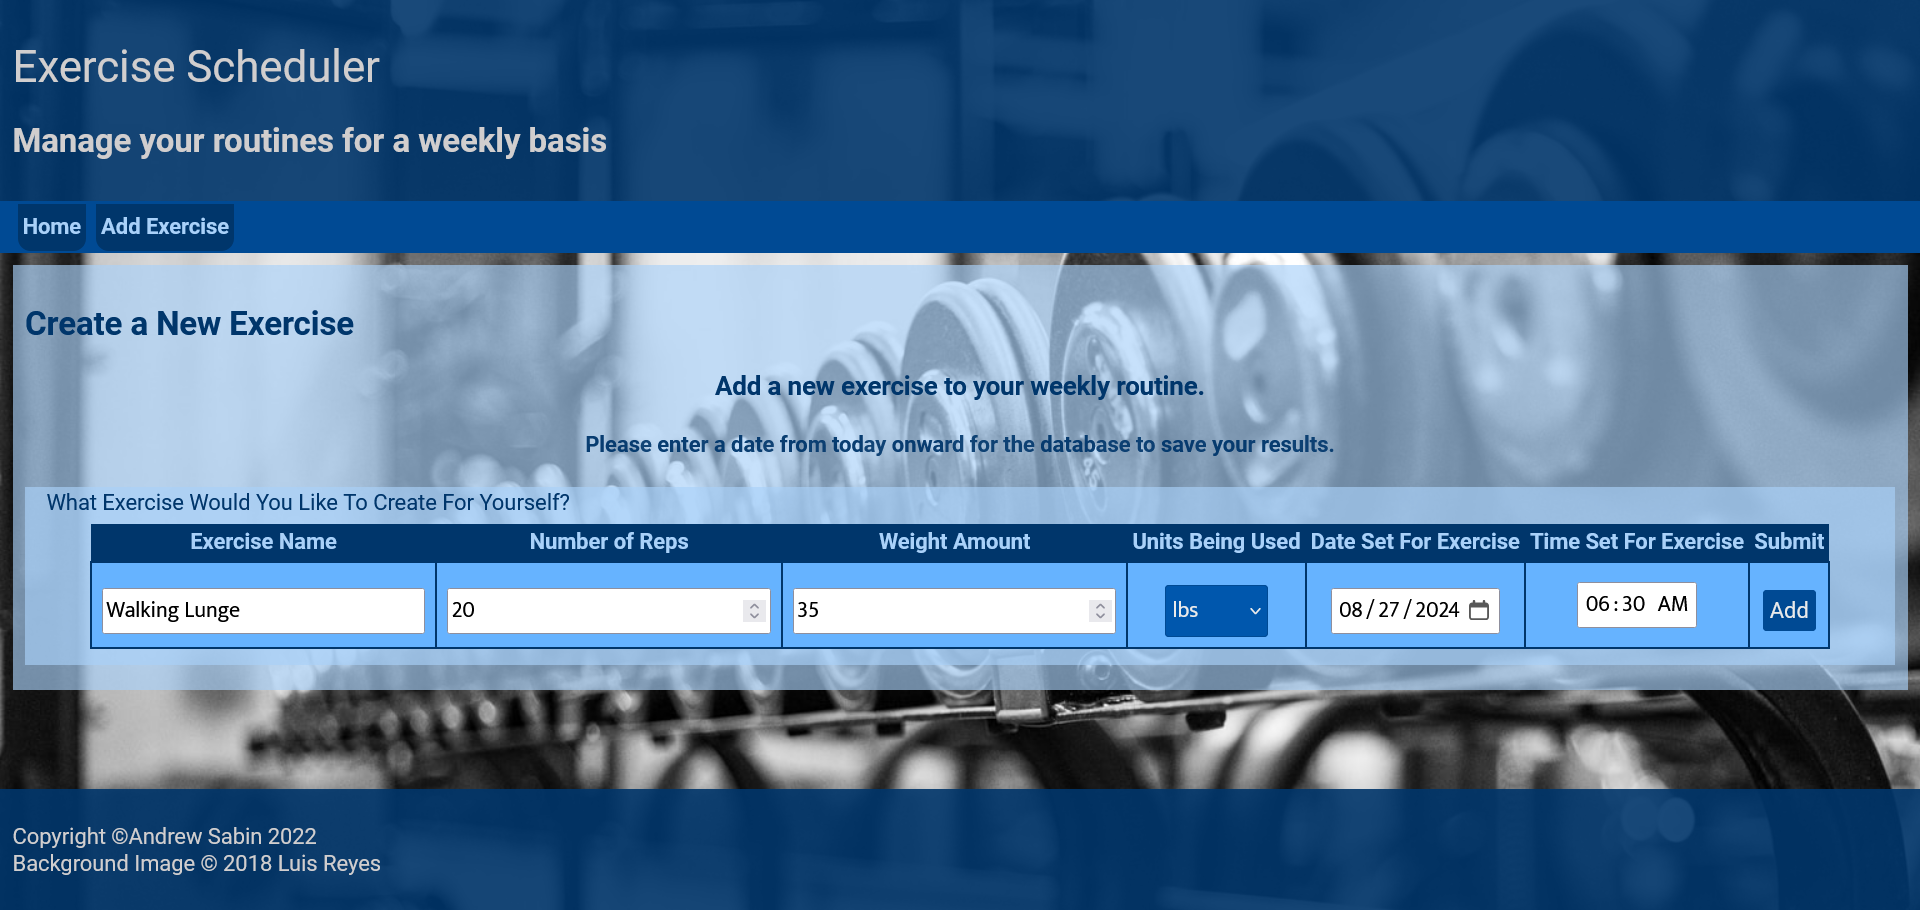 Exercise Scheduler
Manage your routines for a weekly basis
Home Add Exercise
Create a New Exercise
Add a new exercise to your weekly routine.
Please enter a date from today onward for the database to save your results.
What Exercise Would You Like To Create For Yourself?
Exercise Name Number of Reps Weight Amount Units Being Used Date Set For Exercise Time Set For Exercise Submit
Walking Lunge 20 35 lbs 08/27/2024 06:30 AM Add
Copyright ©Andrew Sabin 2022
Background Image © 2018 Luis Reyes